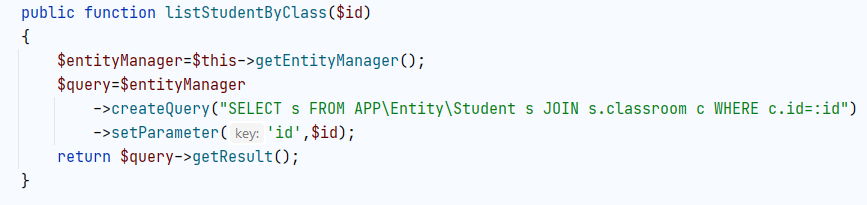 public function listStudentByClass($id)
{
$entityManager=$this->getEntityManager();
$query=$entityManager
->createQuery("SELECT s FROM APP\Entity\Student s JOIN s.classroom c WHERE c.id=:id")
->setParameter( key: 'id',$id);
return $query->getResult();
}